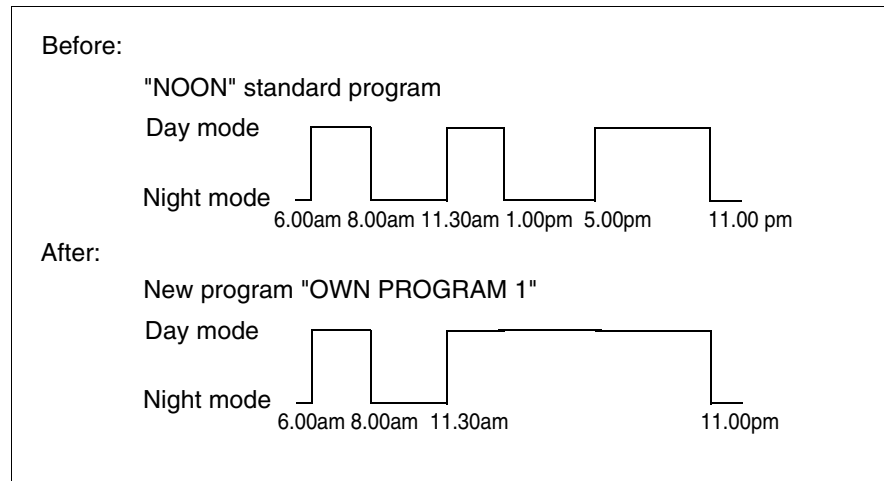 Before:
"NOON" standard program
Day mode
Night mode
6.00am 8.00am 11.30am 1.00pm 5.00pm 11.00 pm
After:
New program "OWN PROGRAM 1"
Day mode
Night mode
6.00am 8.00am 11.30am 11.00pm